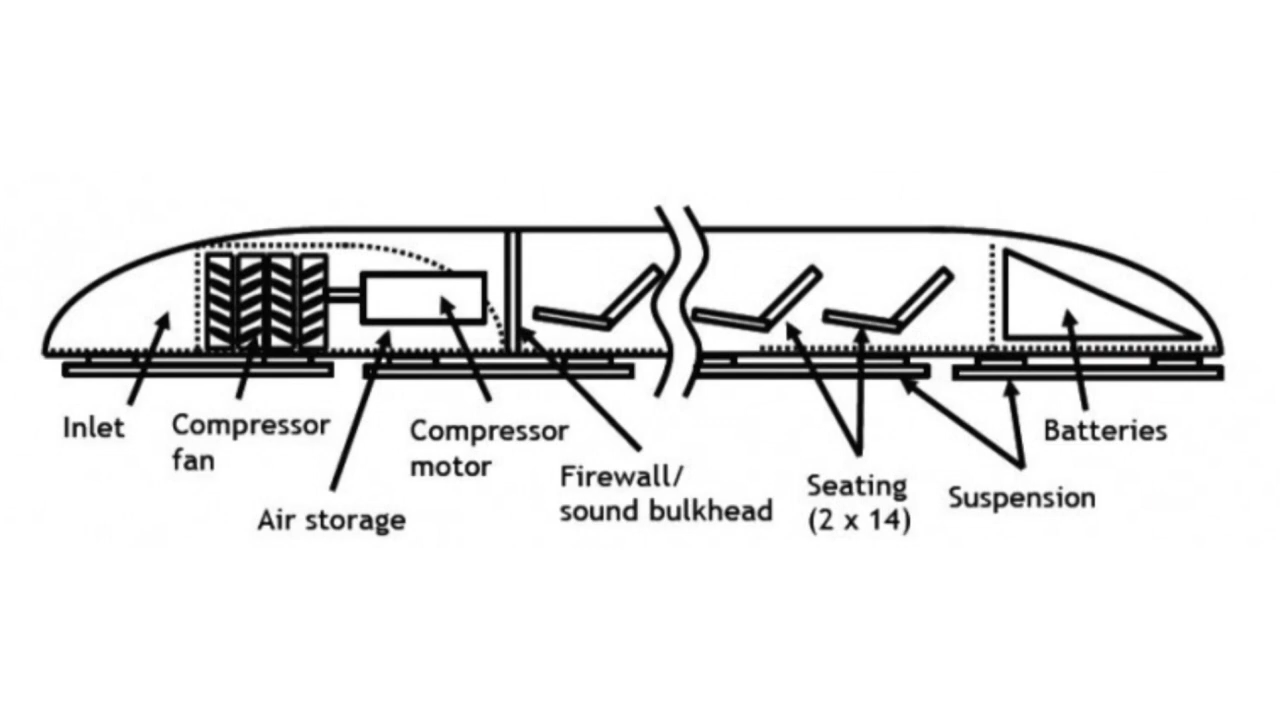 Inlet
Compressor
fan
Air storage
Compressor
motor
Firewall/
sound bulkhead
Seating
(2 x 14)
Suspension
Batteries